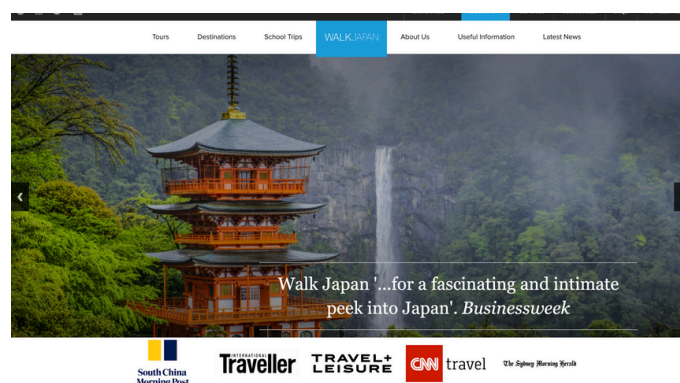 Tours Destinations School Trips WALKJAPAN About Us Useful Information Latest News
Walk Japan '...for a fascinating and intimate
peek into Japan'. Businessweek
South China
Morning Post
INTERNATIONAL
Traveller
TRAVEL+
LEISURE
CNN travel
The Sydney Morning Herald